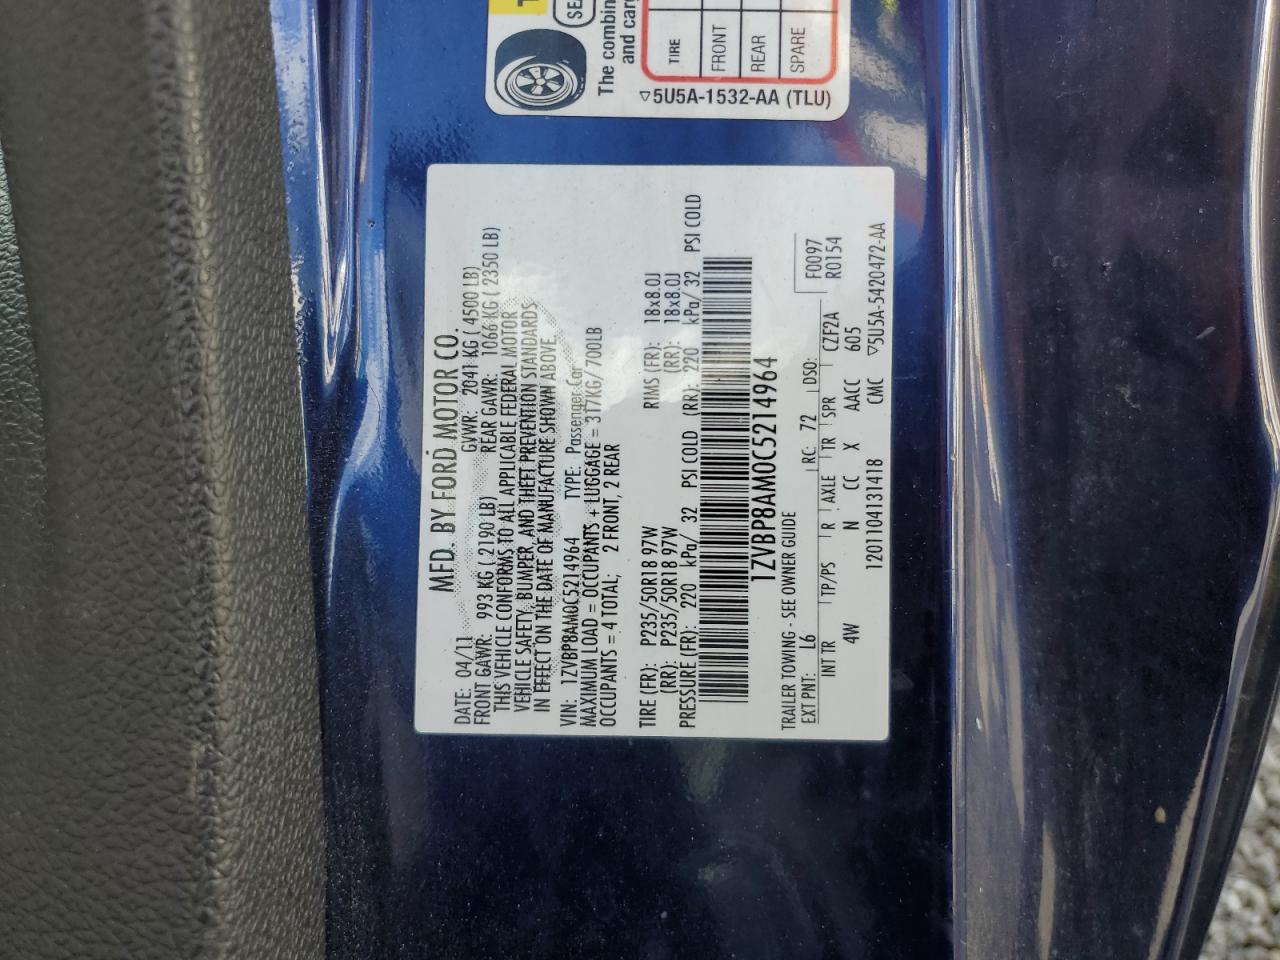 T
SE
The combin
and carg
TIRE
FRONT
REAR
SPARE
▽5U5A-1532-AA (TLU)
MFD. BY FORD MOTOR CO.
DATE: 04/11 GVWR: 2041 KG ( 4500 LB)
FRONT GAWR: 993 KG ( 2190 LB) REAR GAWR: 1066 KG ( 2350 LB)
THIS VEHICLE CONFORMS TO ALL APPLICABLE FEDERAL MOTOR
VEHICLE SAFETY, BUMPER, AND THEFT PREVENTION STANDARDS
IN EFFECT ON THE DATE OF MANUFACTURE SHOWN ABOVE.
VIN: 1ZVBP8AM0C5214964 TYPE: Passenger Car
MAXIMUM LOAD = OCCUPANTS + LUGGAGE = 317KG/ 700LB
OCCUPANTS = 4 TOTAL; 2 FRONT, 2 REAR
TIRE (FR): P235/50R18 97W RIMS (FR): 18x8.0J
(RR): P235/50R18 97W (RR): 18x8.0J
PRESSURE (FR): 220 kPa/ 32 PSI COLD (RR): 220 kPa/ 32 PSI COLD
1ZVBP8AM0C5214964
TRAILER TOWING - SEE OWNER GUIDE
F0097
R0154
EXT PNT: L6 RC: 72 DSO:
INT TR TP/PS R AXLE TR SPR CZF2A
4W N CC X AACC 605
1201104131418 CMC ▽5U5A-5420472-AA